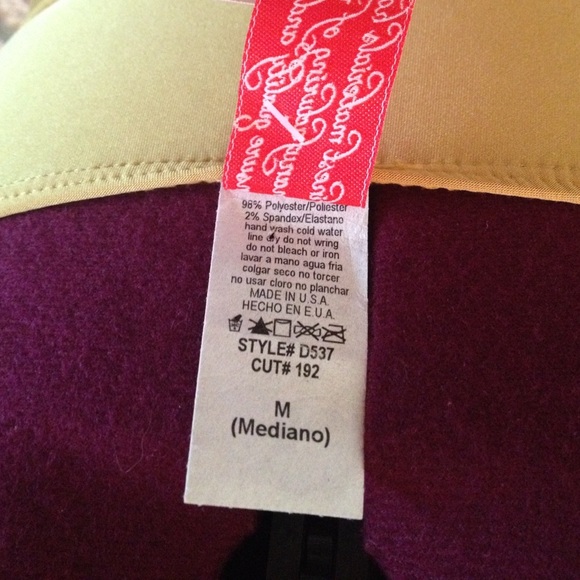 98% Polyester/Poliester
2% Spandex/Elastano
hand wash cold water
line dry do not wring
do not bleach or iron
lavar a mano agua fria
colgar seco no torcer
no usar cloro no planchar
MADE IN U.S.A.
HECHO EN E.U.A.
STYLE# D537
CUT# 192
M
(Mediano)